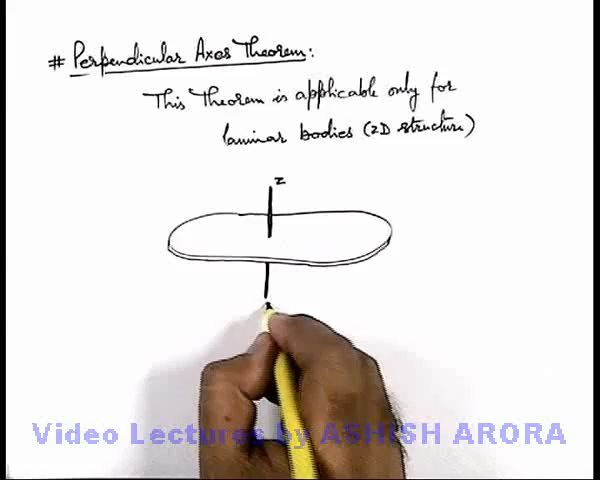 # Perpendicular Axes Theorem:
This Theorem is applicable only for
laminar bodies (2D structure)
z
Video Lectures by ASHISH ARORA